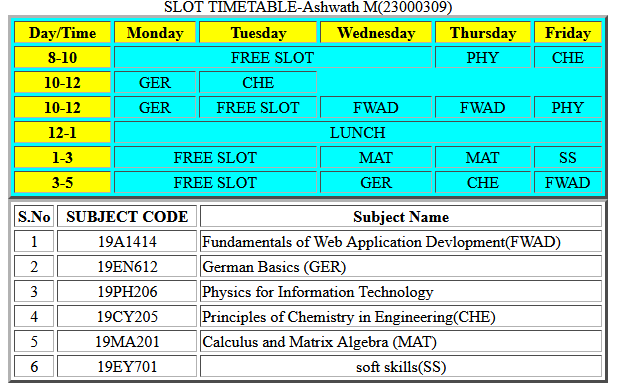 SLOT TIMETABLE-Ashwath M(23000309)
Day/Time Monday Tuesday Wednesday Thursday Friday
8-10 FREE SLOT PHY CHE
10-12 GER CHE
10-12 GER FREE SLOT FWAD FWAD PHY
12-1 LUNCH
1-3 FREE SLOT MAT MAT SS
3-5 FREE SLOT GER CHE FWAD
S.No SUBJECT CODE Subject Name
1 19A1414 Fundamentals of Web Application Devlopment(FWAD)
2 19EN612 German Basics (GER)
3 19PH206 Physics for Information Technology
4 19CY205 Principles of Chemistry in Engineering(CHE)
5 19MA201 Calculus and Matrix Algebra (MAT)
6 19EY701 soft skills(SS)